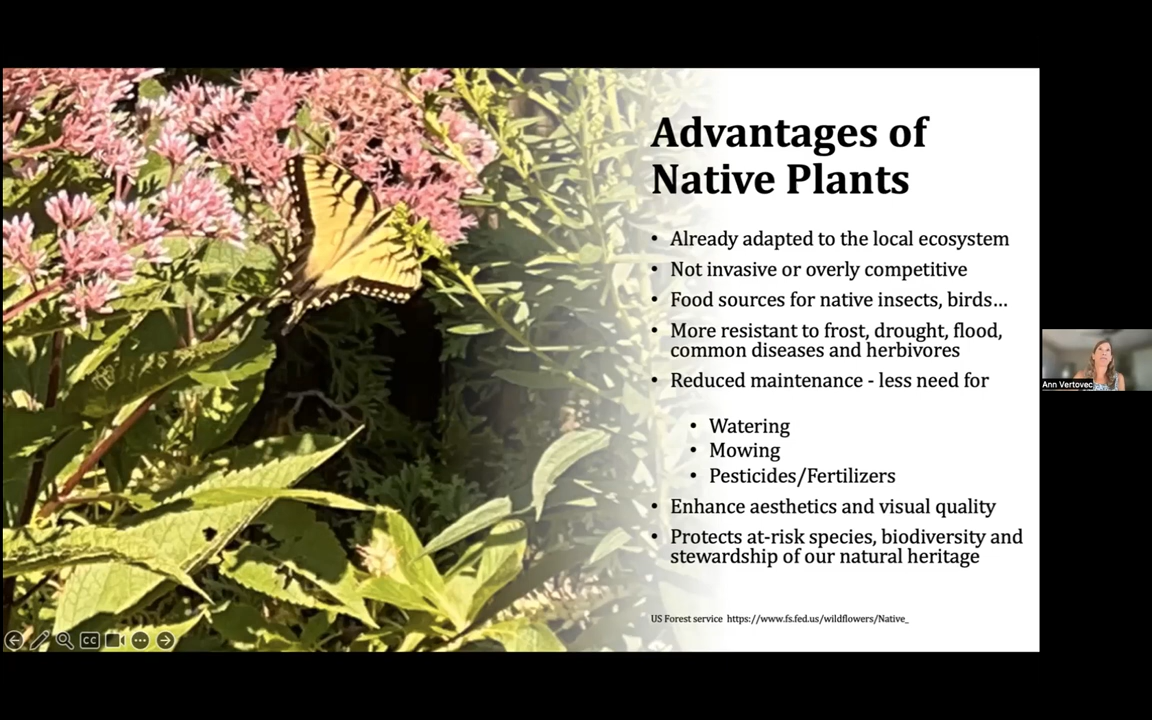 Advantages of
Native Plants
• Already adapted to the local ecosystem
• Not invasive or overly competitive
• Food sources for native insects, birds…
• More resistant to frost, drought, flood,
common diseases and herbivores
• Reduced maintenance - less need for
• Watering
• Mowing
• Pesticides/Fertilizers
• Enhance aesthetics and visual quality
• Protects at-risk species, biodiversity and
stewardship of our natural heritage
US Forest service https://www.fs.fed.us/wildflowers/Native_
CC
Ann Vertovec